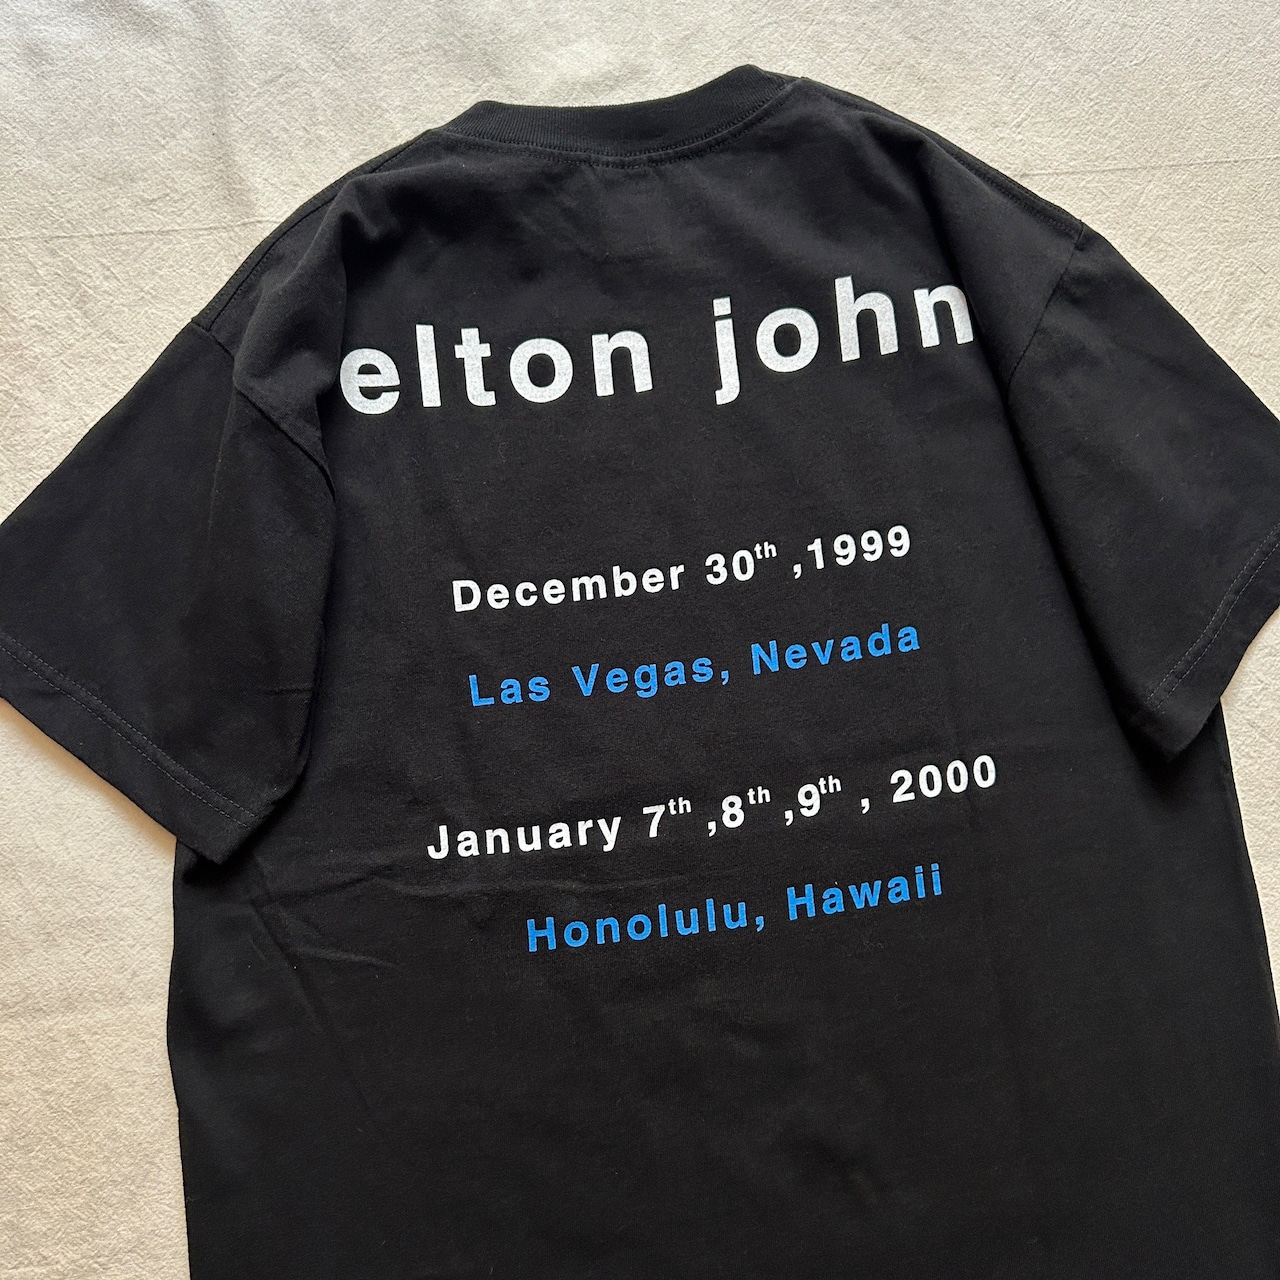 elton john
December 30th ,1999
Las Vegas, Nevada
January 7th ,8th ,9th , 2000
Honolulu, Hawaii